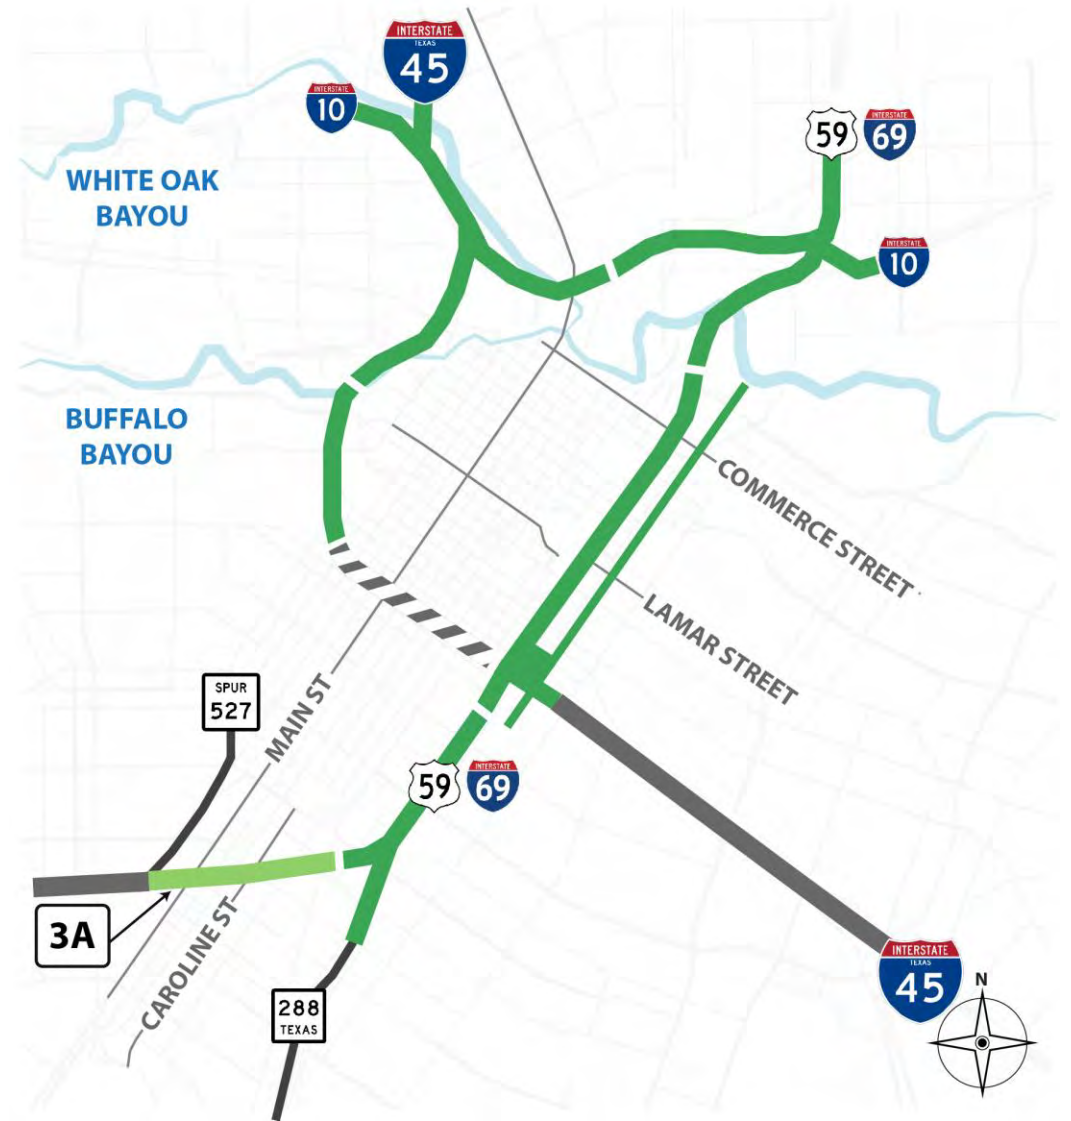 INTERSTATE
TEXAS
45
INTERSTATE
10
59
INTERSTATE
69
WHITE OAK
BAYOU
INTERSTATE
10
BUFFALO
BAYOU
COMMERCE STREET
LAMAR STREET
SPUR
527
MAIN ST
59
INTERSTATE
69
3A
CAROLINE ST
INTERSTATE
TEXAS
45
N
288
TEXAS